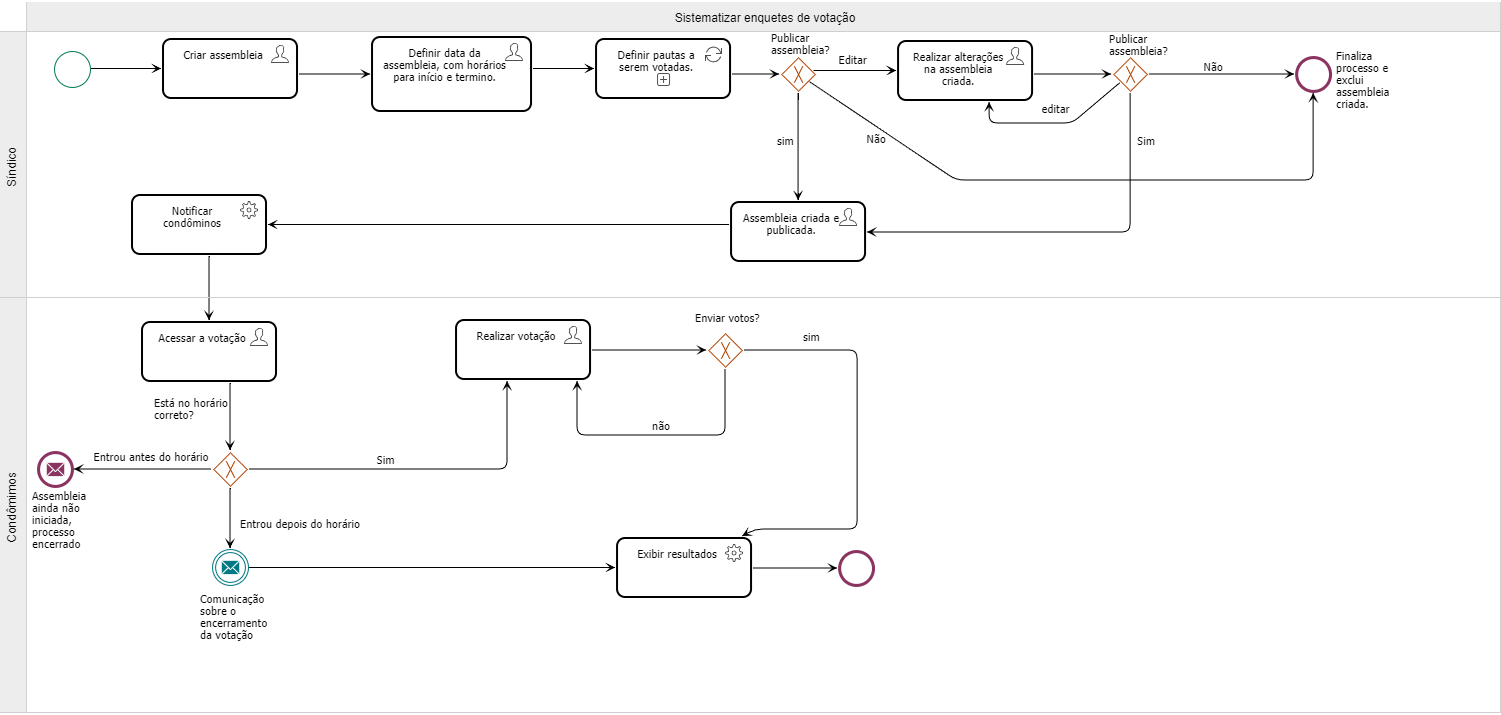 Sistematizar enquetes de votação
Síndico
Criar assembleia
Definir data da
assembleia, com horários
para início e termino.
Definir pautas a
serem votadas.
Publicar
assembleia?
Editar
Realizar alterações
na assembleia
criada.
Publicar
assembleia?
Não
Finaliza
processo e
exclui
assembleia
criada.
editar
sim
Não
Sim
Notificar
condôminos
Assembleia criada e
publicada.
Condômimos
Acessar a votação
Realizar votação
Enviar votos?
sim
Está no horário
correto?
não
Entrou antes do horário
Sim
Assembleia
ainda não
iniciada,
processo
encerrado
Entrou depois do horário
Exibir resultados
Comunicação
sobre o
encerramento
da votação